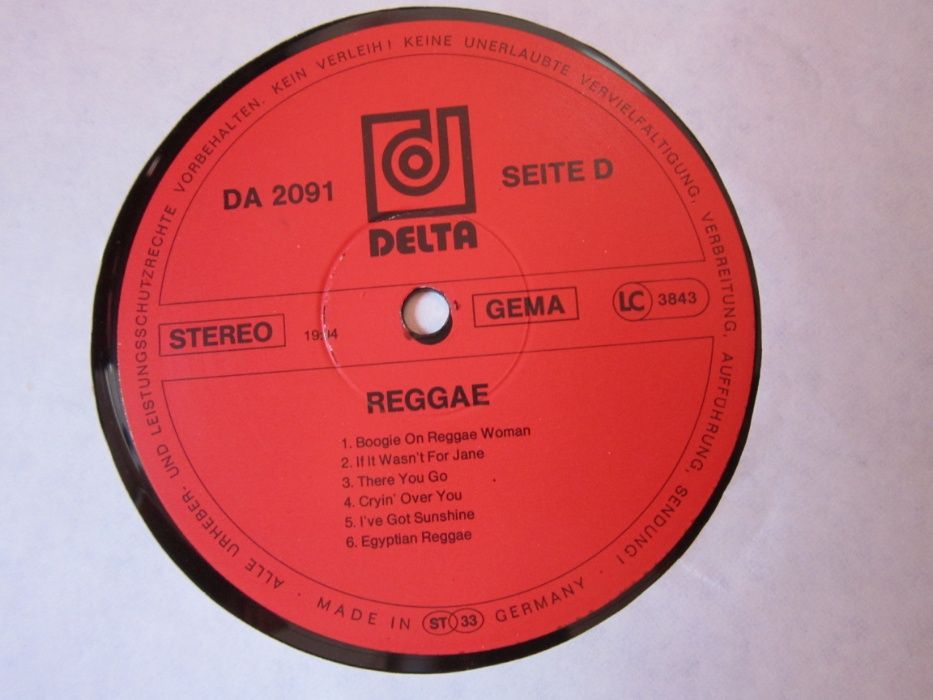 ALLE URHEBER- UND LEISTUNGSSCHUTZRECHTE VORBEHALTEN. KEIN VERLEIH! KEINE UNERLAUBTE VERVIELFÄLTIGUNG, VERBREITUNG, AUFFÜHRUNG, SENDUNG!
DA 2091
DELTA
SEITE D
STEREO
GEMA
LC 3843
REGGAE
1. Boogie On Reggae Woman
2. If It Wasn't For Jane
3. There You Go
4. Cryin' Over You
5. I've Got Sunshine
6. Egyptian Reggae
· MADE IN ST 33 GERMANY ·